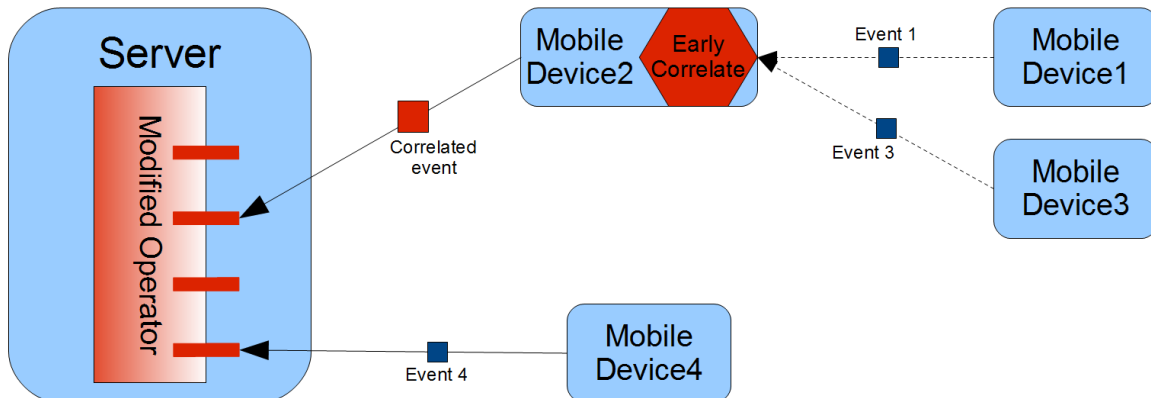 Server
Modified Operator
Mobile
Device2
Early
Correlate
Event 1
Mobile
Device1
Event 3
Mobile
Device3
Correlated
event
Event 4
Mobile
Device4